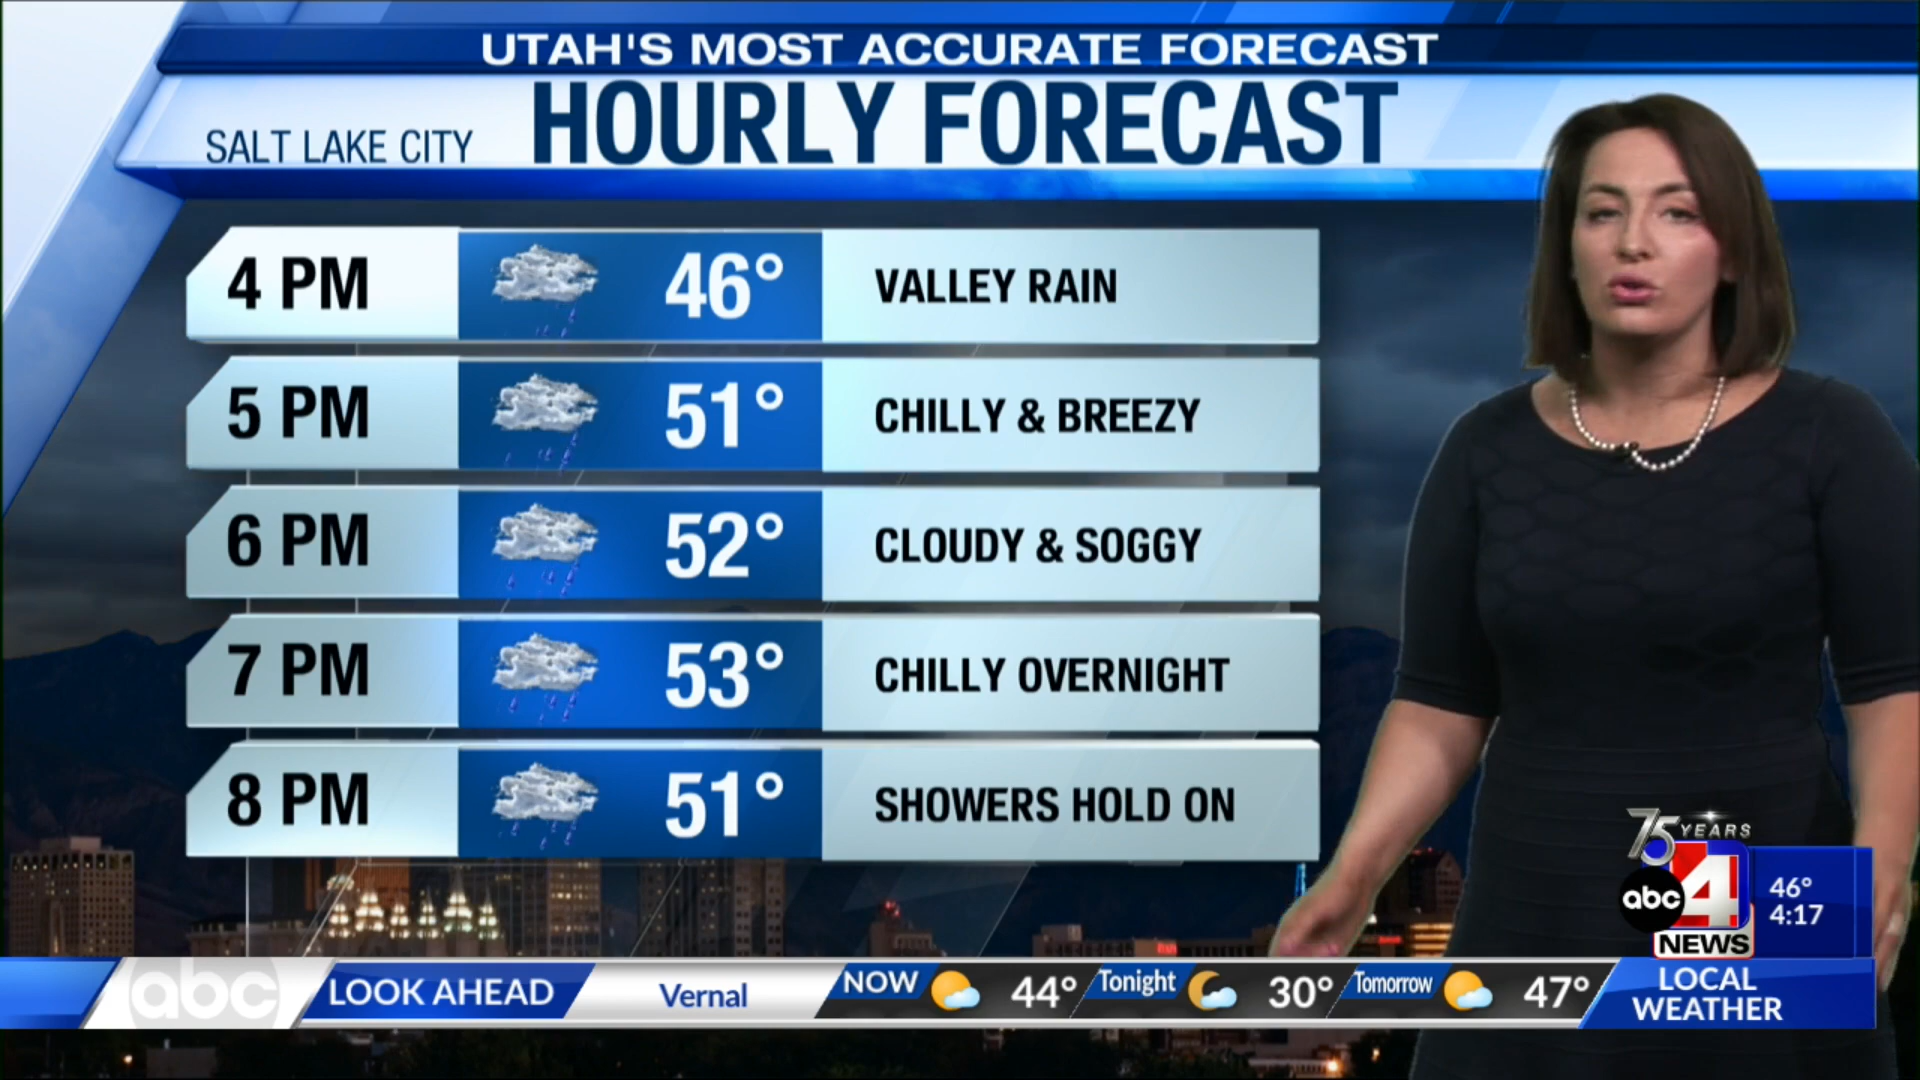 UTAH'S MOST ACCURATE FORECAST
SALT LAKE CITY HOURLY FORECAST
4 PM 46° VALLEY RAIN
5 PM 51° CHILLY & BREEZY
6 PM 52° CLOUDY & SOGGY
7 PM 53° CHILLY OVERNIGHT
8 PM 51° SHOWERS HOLD ON
75 YEARS
abc 4 46°
NEWS 4:17
abc LOOK AHEAD Vernal NOW 44° Tonight 30° Tomorrow 47° LOCAL
WEATHER